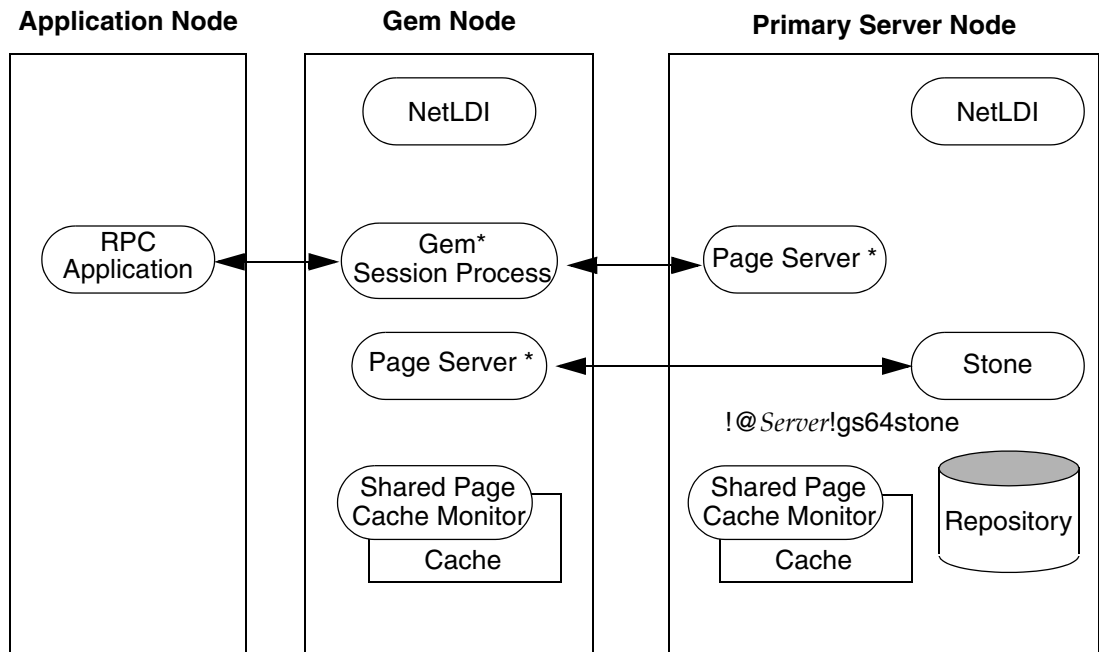 Application Node
Gem Node
Primary Server Node
NetLDI
NetLDI
RPC
Application
Gem*
Session Process
Page Server *
Page Server *
Stone
!@Server!gs64stone
Shared Page
Cache Monitor
Cache
Shared Page
Cache Monitor
Cache
Repository